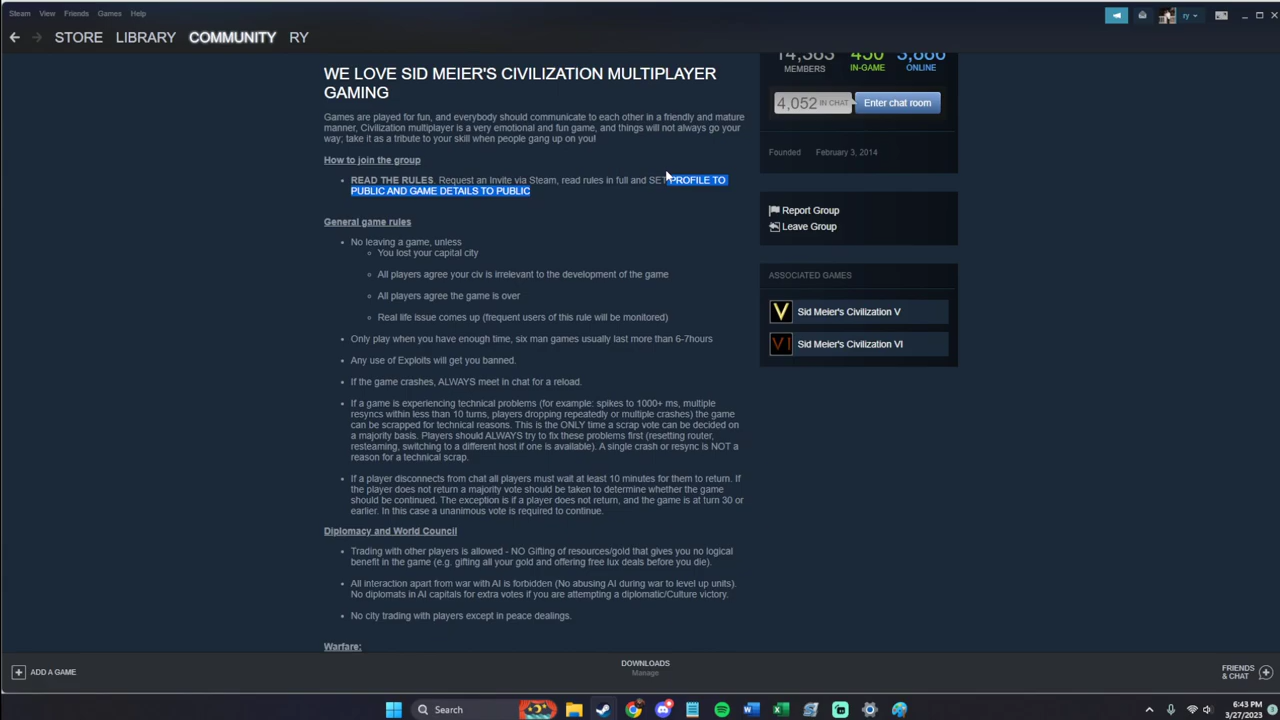 Steam View Friends Games Help
ry
STORE LIBRARY COMMUNITY RY
14,383 450 3,686
MEMBERS IN-GAME ONLINE
WE LOVE SID MEIER'S CIVILIZATION MULTIPLAYER
GAMING
4,052 IN CHAT Enter chat room
Games are played for fun, and everybody should communicate to each other in a friendly and mature
manner, Civilization multiplayer is a very emotional and fun game, and things will not always go your
way; take it as a tribute to your skill when people gang up on you!
Founded February 3, 2014
How to join the group
READ THE RULES. Request an Invite via Steam, read rules in full and SET PROFILE TO
PUBLIC AND GAME DETAILS TO PUBLIC
Report Group
Leave Group
General game rules
No leaving a game, unless
You lost your capital city
All players agree your civ is irrelevant to the development of the game
All players agree the game is over
Real life issue comes up (frequent users of this rule will be monitored)
ASSOCIATED GAMES
V Sid Meier's Civilization V
VI Sid Meier's Civilization VI
Only play when you have enough time, six man games usually last more than 6-7hours
Any use of Exploits will get you banned.
If the game crashes, ALWAYS meet in chat for a reload.
If a game is experiencing technical problems (for example: spikes to 1000+ ms, multiple
resyncs within less than 10 turns, players dropping repeatedly or multiple crashes) the game
can be scrapped for technical reasons. This is the ONLY time a scrap vote can be decided on
a majority basis. Players should ALWAYS try to fix these problems first (resetting router,
resteaming, switching to a different host if one is available). A single crash or resync is NOT a
reason for a technical scrap.
If a player disconnects from chat all players must wait at least 10 minutes for them to return. If
the player does not return a majority vote should be taken to determine whether the game
should be continued. The exception is if a player does not return, and the game is at turn 30 or
earlier. In this case a unanimous vote is required to continue.
Diplomacy and World Council
Trading with other players is allowed - NO Gifting of resources/gold that gives you no logical
benefit in the game (e.g. gifting all your gold and offering free lux deals before you die).
All interaction apart from war with AI is forbidden (No abusing AI during war to level up units).
No diplomats in AI capitals for extra votes if you are attempting a diplomatic/Culture victory.
No city trading with players except in peace dealings.
Warfare:
ADD A GAME
DOWNLOADS
Manage
FRIENDS
& CHAT
Search
6:43 PM
3/27/2023